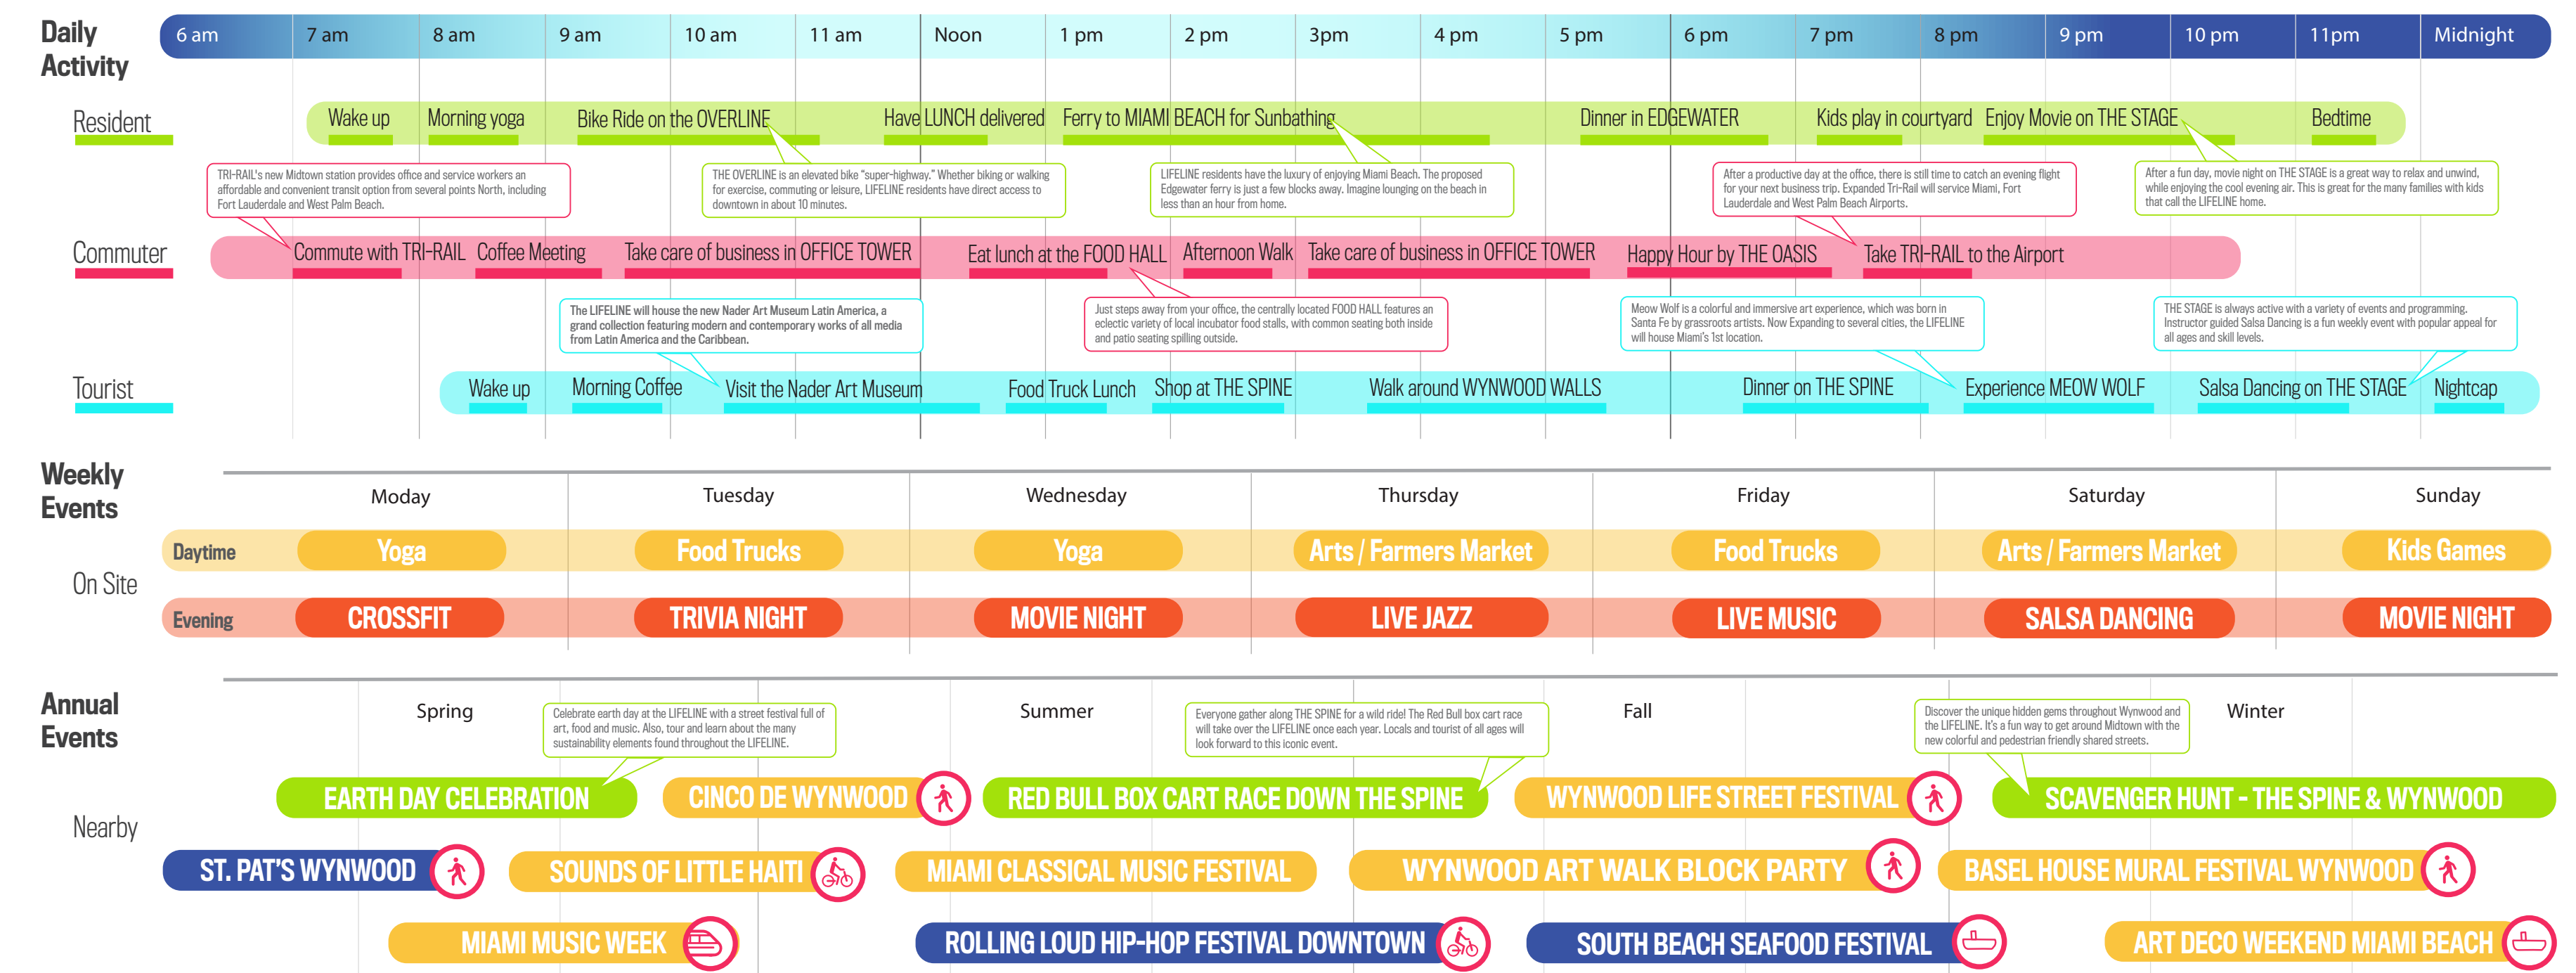 Daily
Activity
6 am 7 am 8 am 9 am 10 am 11 am Noon 1 pm 2 pm 3pm 4 pm 5 pm 6 pm 7 pm 8 pm 9 pm 10 pm 11pm Midnight
Resident
Wake up Morning yoga Bike Ride on the OVERLINE Have LUNCH delivered Ferry to MIAMI BEACH for Sunbathing Dinner in EDGEWATER Kids play in courtyard Enjoy Movie on THE STAGE Bedtime
TRI-RAIL's new Midtown station provides office and service workers an
affordable and convenient transit option from several points North, including
Fort Lauderdale and West Palm Beach.
THE OVERLINE is an elevated bike “super-highway.” Whether biking or walking
for exercise, commuting or leisure, LIFELINE residents have direct access to
downtown in about 10 minutes.
LIFELINE residents have the luxury of enjoying Miami Beach. The proposed
Edgewater ferry is just a few blocks away. Imagine lounging on the beach in
less than an hour from home.
After a productive day at the office, there is still time to catch an evening flight
for your next business trip. Expanded Tri-Rail will service Miami, Fort
Lauderdale and West Palm Beach Airports.
After a fun day, movie night on THE STAGE is a great way to relax and unwind,
while enjoying the cool evening air. This is great for the many families with kids
that call the LIFELINE home.
Commuter
Commute with TRI-RAIL Coffee Meeting Take care of business in OFFICE TOWER Eat lunch at the FOOD HALL Afternoon Walk Take care of business in OFFICE TOWER Happy Hour by THE OASIS Take TRI-RAIL to the Airport
The LIFELINE will house the new Nader Art Museum Latin America, a
grand collection featuring modern and contemporary works of all media
from Latin America and the Caribbean.
Just steps away from your office, the centrally located FOOD HALL features an
eclectic variety of local incubator food stalls, with common seating both inside
and patio seating spilling outside.
Meow Wolf is a colorful and immersive art experience, which was born in
Santa Fe by grassroots artists. Now Expanding to several cities, the LIFELINE
will house Miami's 1st location.
THE STAGE is always active with a variety of events and programming.
Instructor guided Salsa Dancing is a fun weekly event with popular appeal for
all ages and skill levels.
Tourist
Wake up Morning Coffee Visit the Nader Art Museum Food Truck Lunch Shop at THE SPINE Walk around WYNWOOD WALLS Dinner on THE SPINE Experience MEOW WOLF Salsa Dancing on THE STAGE Nightcap
Weekly
Events
Moday Tuesday Wednesday Thursday Friday Saturday Sunday
On Site
Daytime Yoga Food Trucks Yoga Arts / Farmers Market Food Trucks Arts / Farmers Market Kids Games
Evening CROSSFIT TRIVIA NIGHT MOVIE NIGHT LIVE JAZZ LIVE MUSIC SALSA DANCING MOVIE NIGHT
Annual
Events
Spring Summer Fall Winter
Celebrate earth day at the LIFELINE with a street festival full of
art, food and music. Also, tour and learn about the many
sustainability elements found throughout the LIFELINE.
Everyone gather along THE SPINE for a wild ride! The Red Bull box cart race
will take over the LIFELINE once each year. Locals and tourist of all ages will
look forward to this iconic event.
Discover the unique hidden gems throughout Wynwood and
the LIFELINE. It's a fun way to get around Midtown with the
new colorful and pedestrian friendly shared streets.
Nearby
EARTH DAY CELEBRATION CINCO DE WYNWOOD RED BULL BOX CART RACE DOWN THE SPINE WYNWOOD LIFE STREET FESTIVAL SCAVENGER HUNT - THE SPINE & WYNWOOD
ST. PAT'S WYNWOOD SOUNDS OF LITTLE HAITI MIAMI CLASSICAL MUSIC FESTIVAL WYNWOOD ART WALK BLOCK PARTY BASEL HOUSE MURAL FESTIVAL WYNWOOD
MIAMI MUSIC WEEK ROLLING LOUD HIP-HOP FESTIVAL DOWNTOWN SOUTH BEACH SEAFOOD FESTIVAL ART DECO WEEKEND MIAMI BEACH